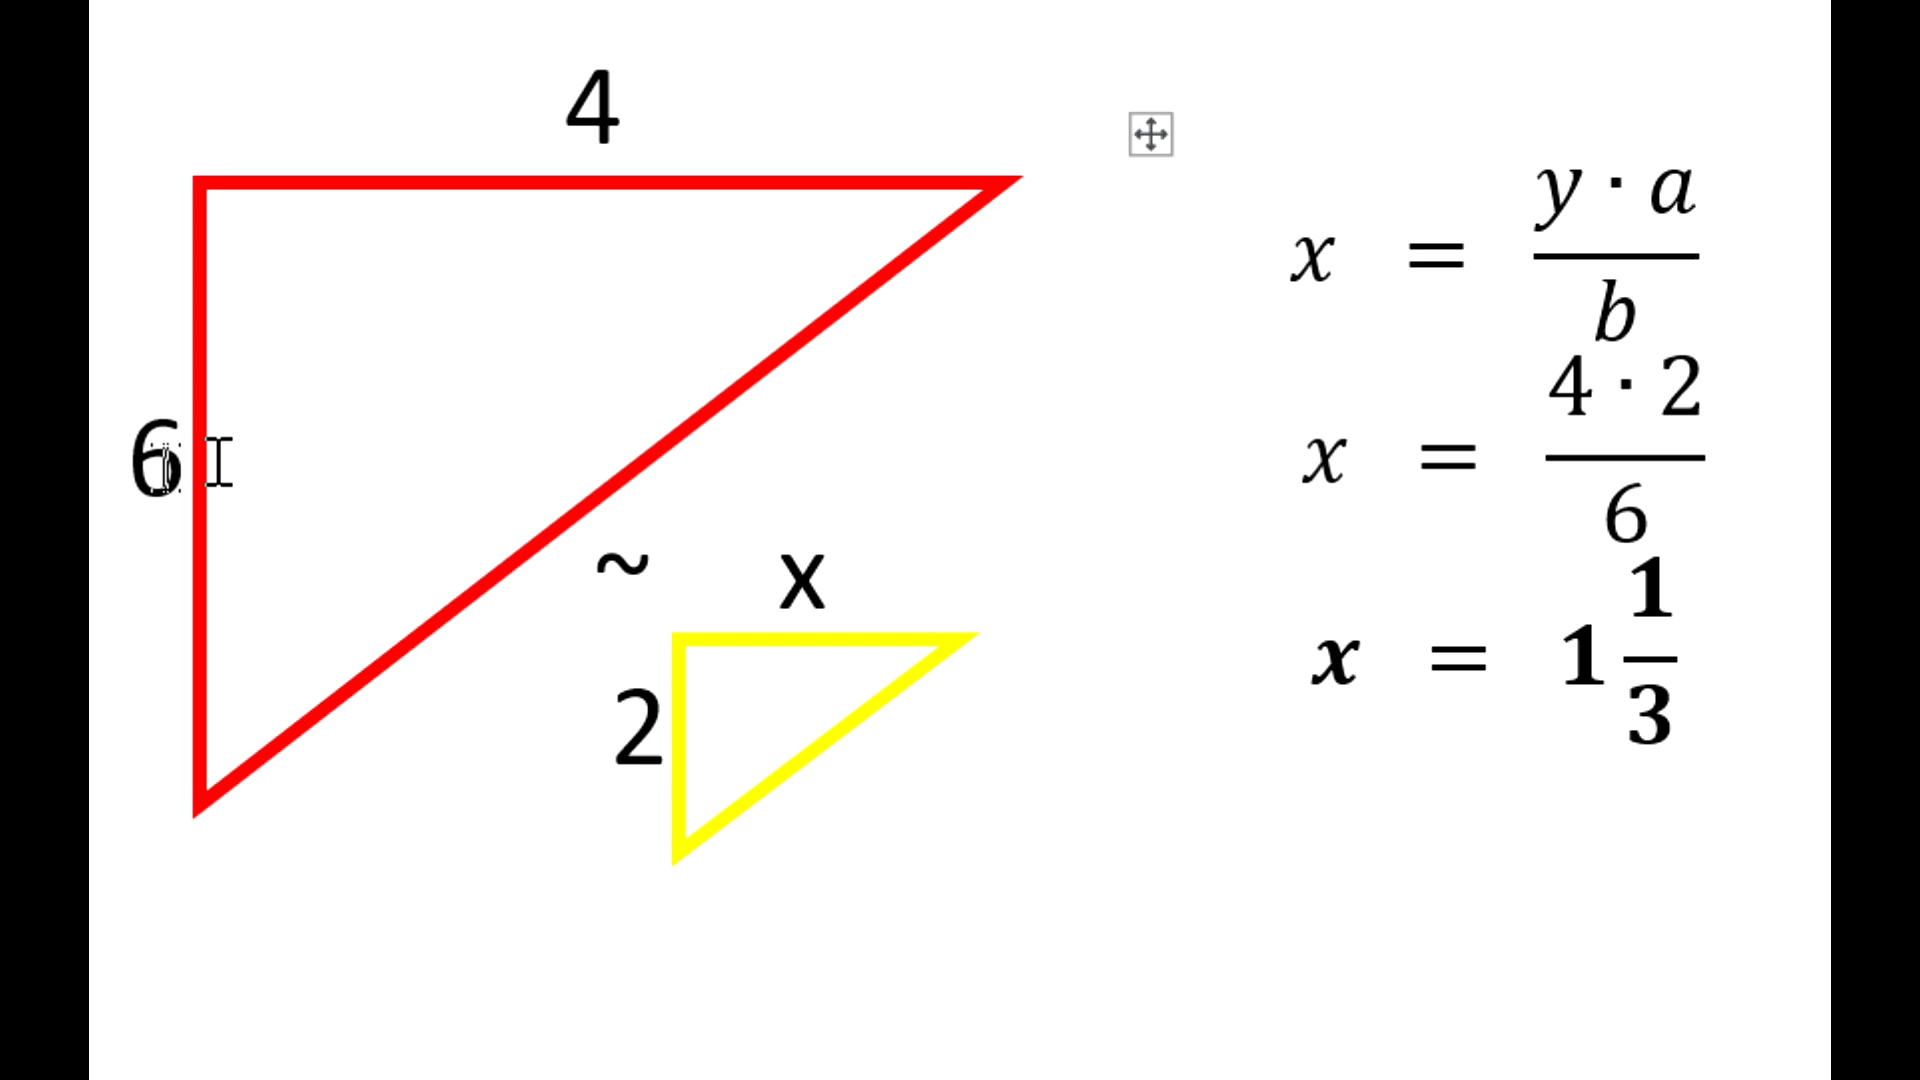 4
6
~ x
2
x = y · a / b
x = 4 · 2 / 6
x = 1 1/3